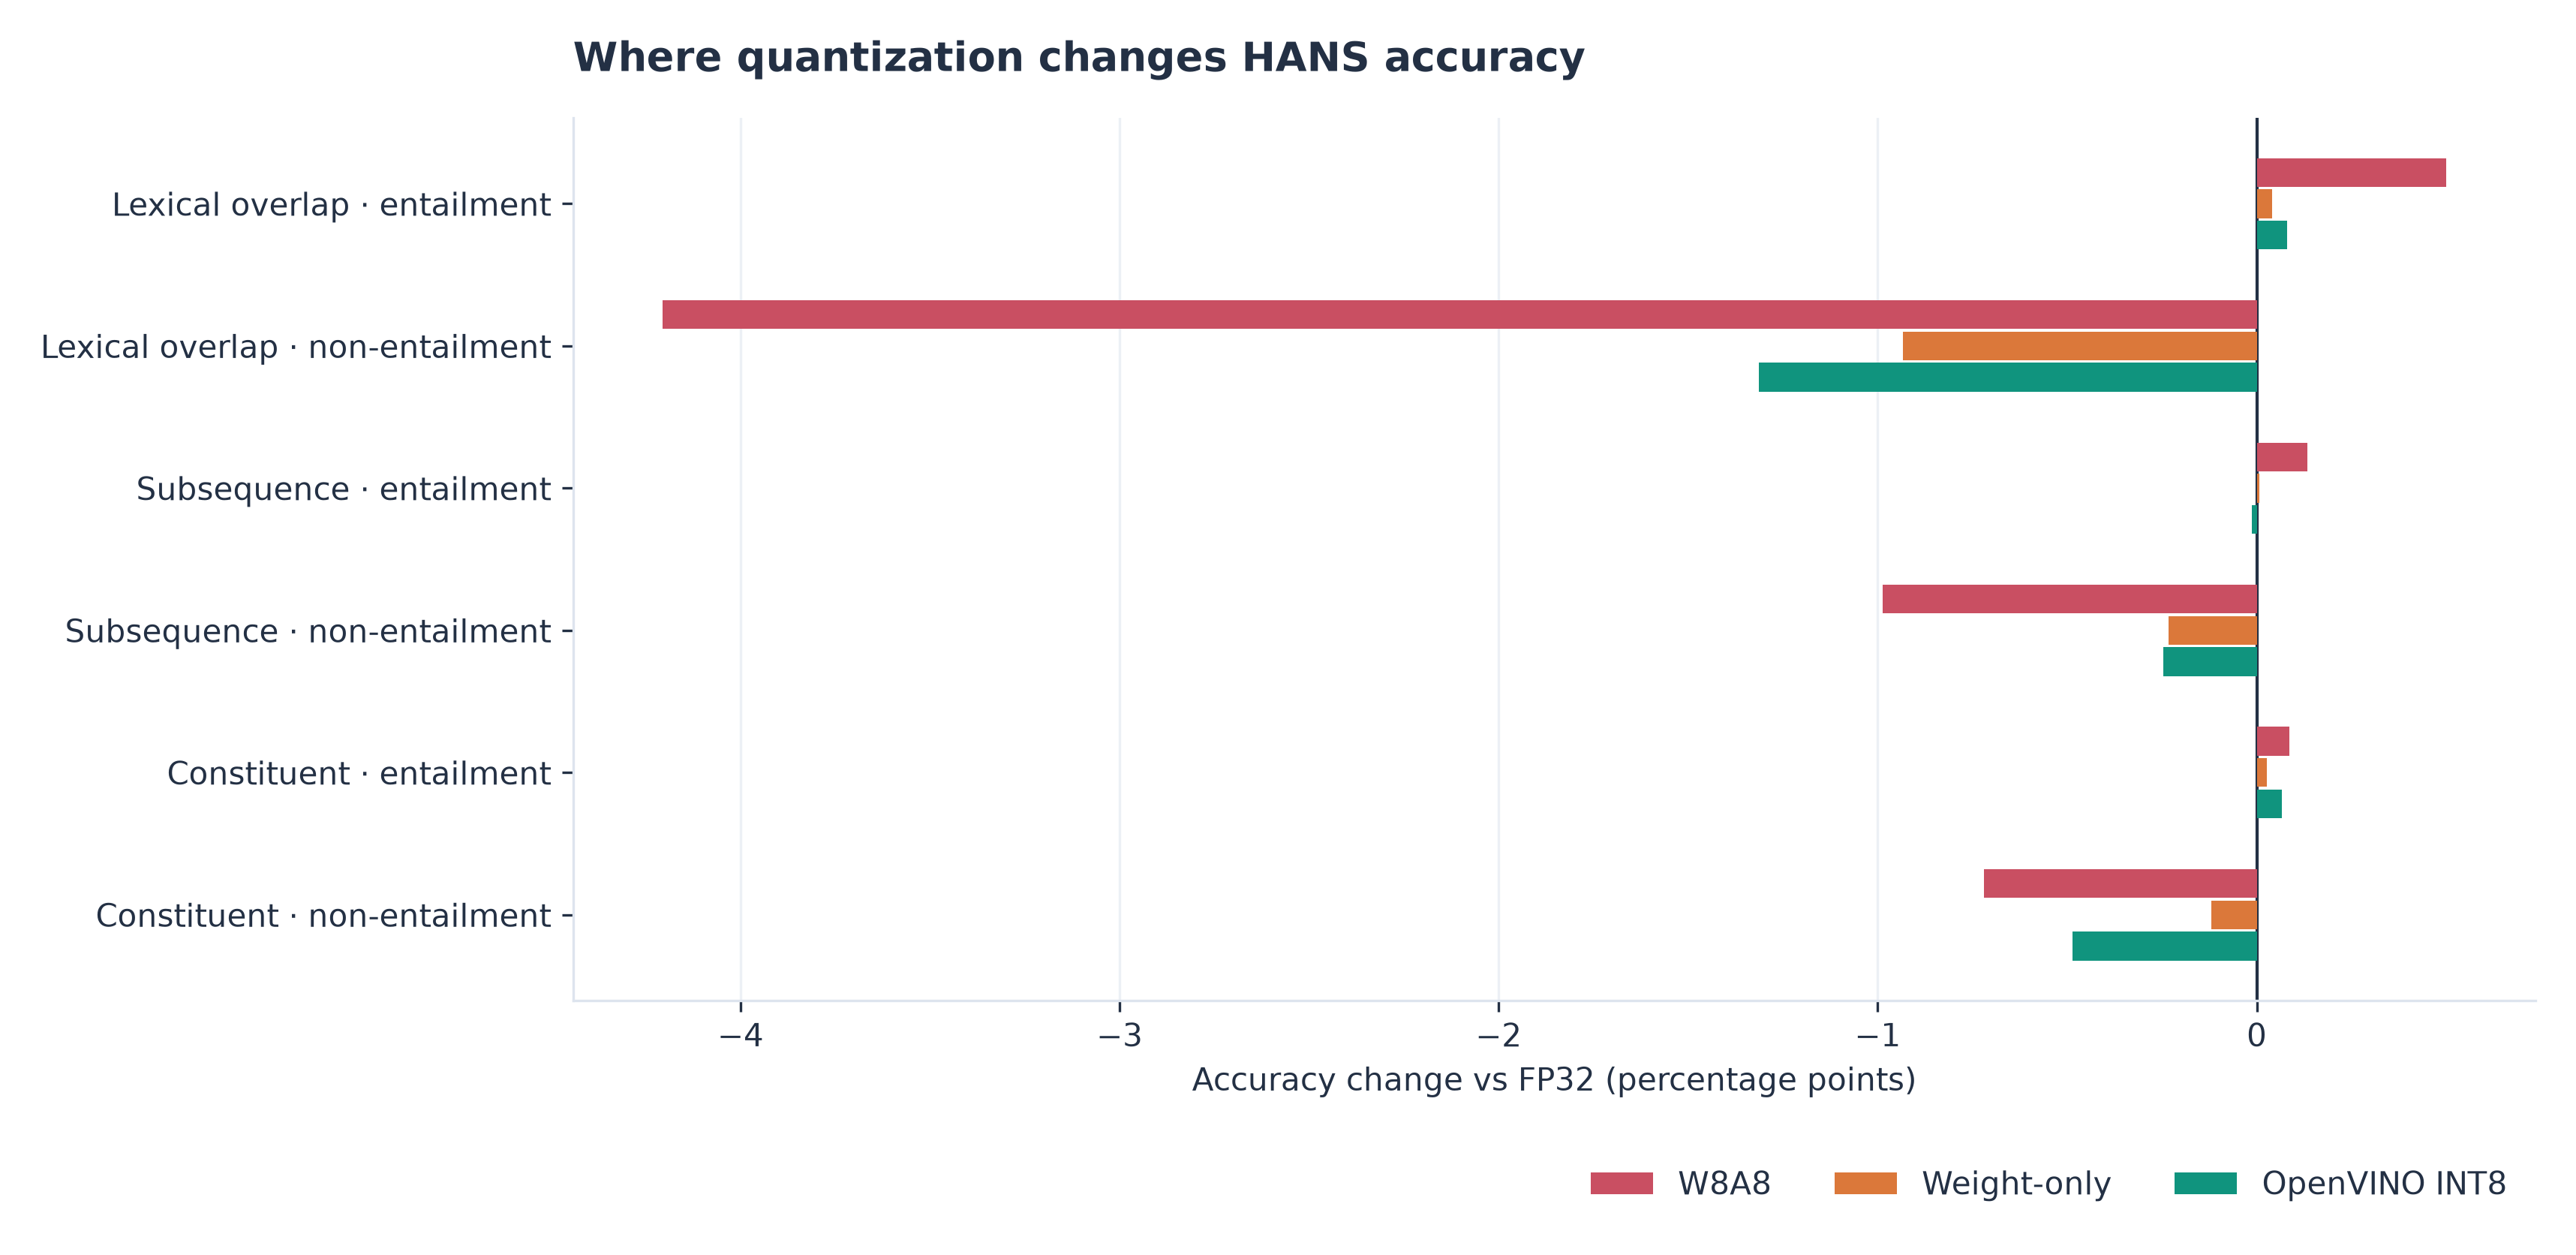 Where quantization changes HANS accuracy
Lexical overlap · entailment
Lexical overlap · non-entailment
Subsequence · entailment
Subsequence · non-entailment
Constituent · entailment
Constituent · non-entailment
−4 −3 −2 −1 0
Accuracy change vs FP32 (percentage points)
W8A8 Weight-only OpenVINO INT8